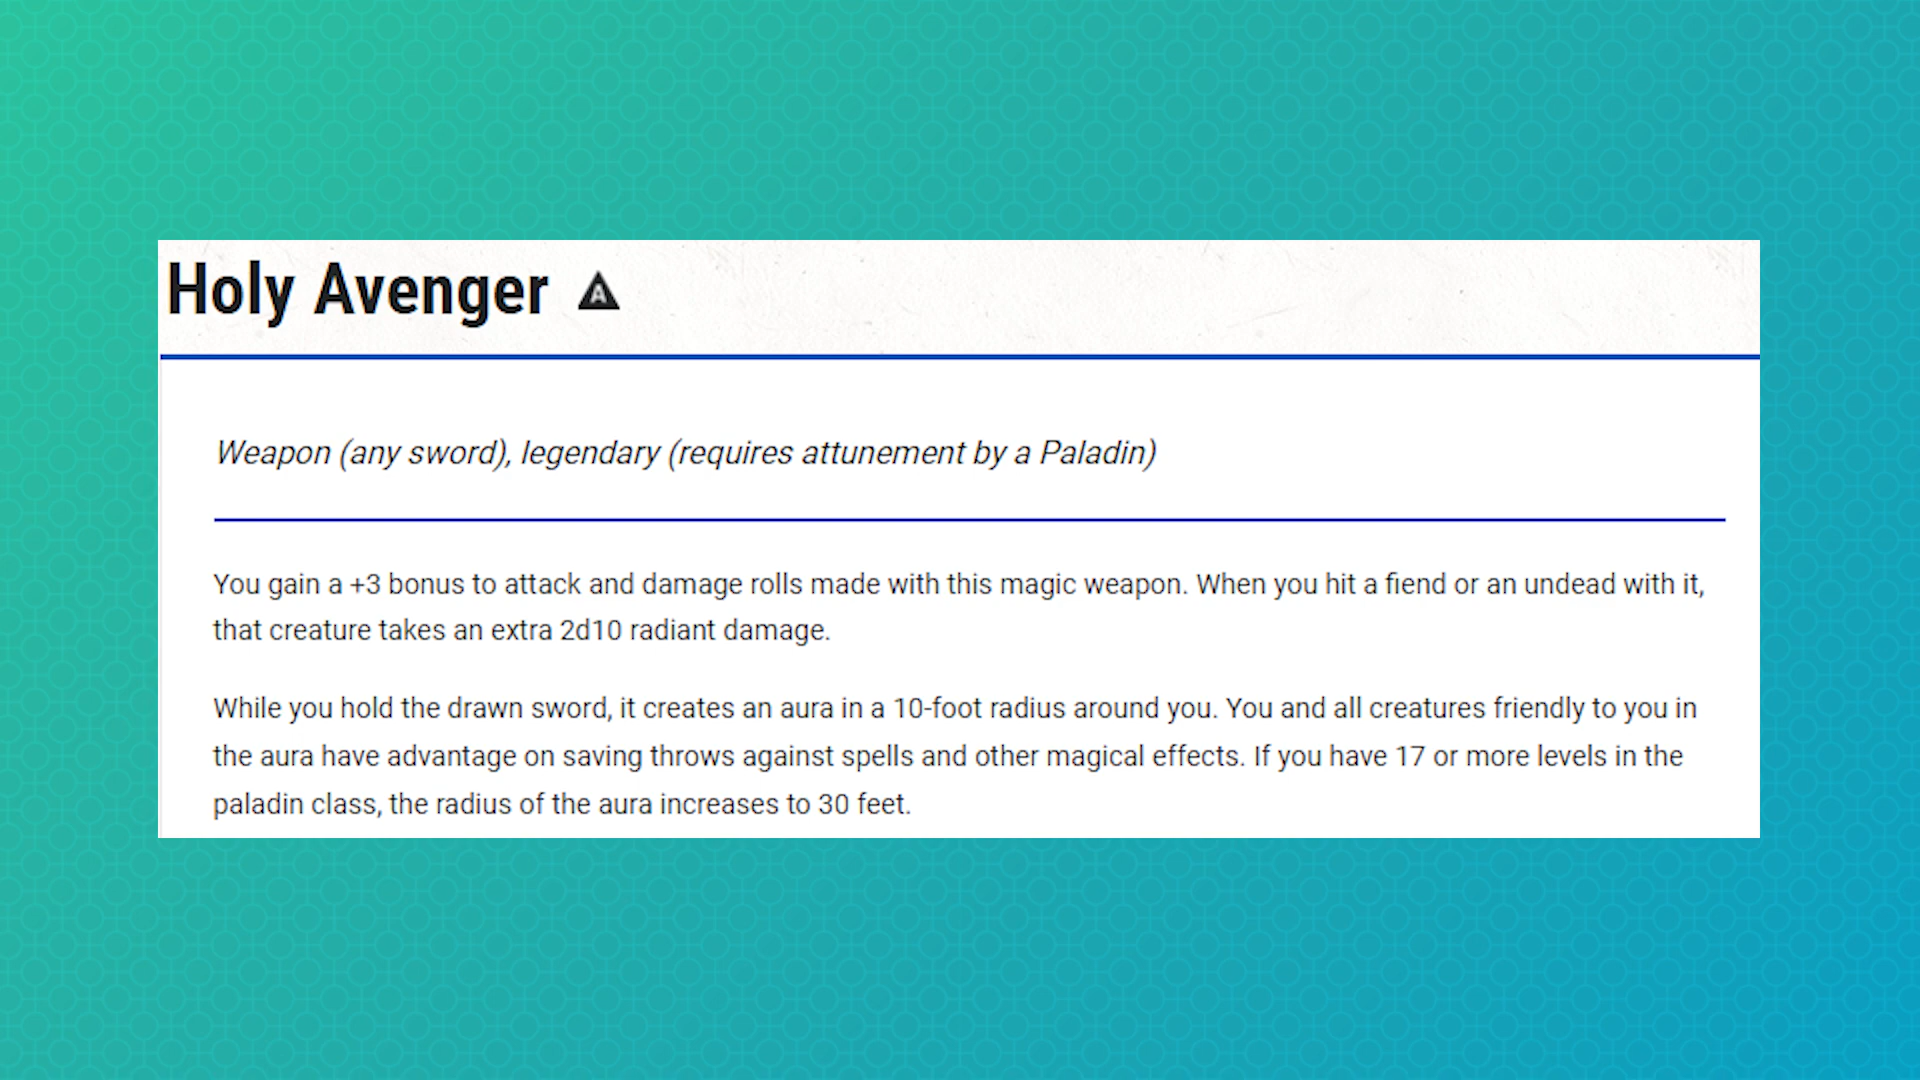 Holy Avenger A
Weapon (any sword), legendary (requires attunement by a Paladin)
You gain a +3 bonus to attack and damage rolls made with this magic weapon. When you hit a fiend or an undead with it,
that creature takes an extra 2d10 radiant damage.
While you hold the drawn sword, it creates an aura in a 10-foot radius around you. You and all creatures friendly to you in
the aura have advantage on saving throws against spells and other magical effects. If you have 17 or more levels in the
paladin class, the radius of the aura increases to 30 feet.